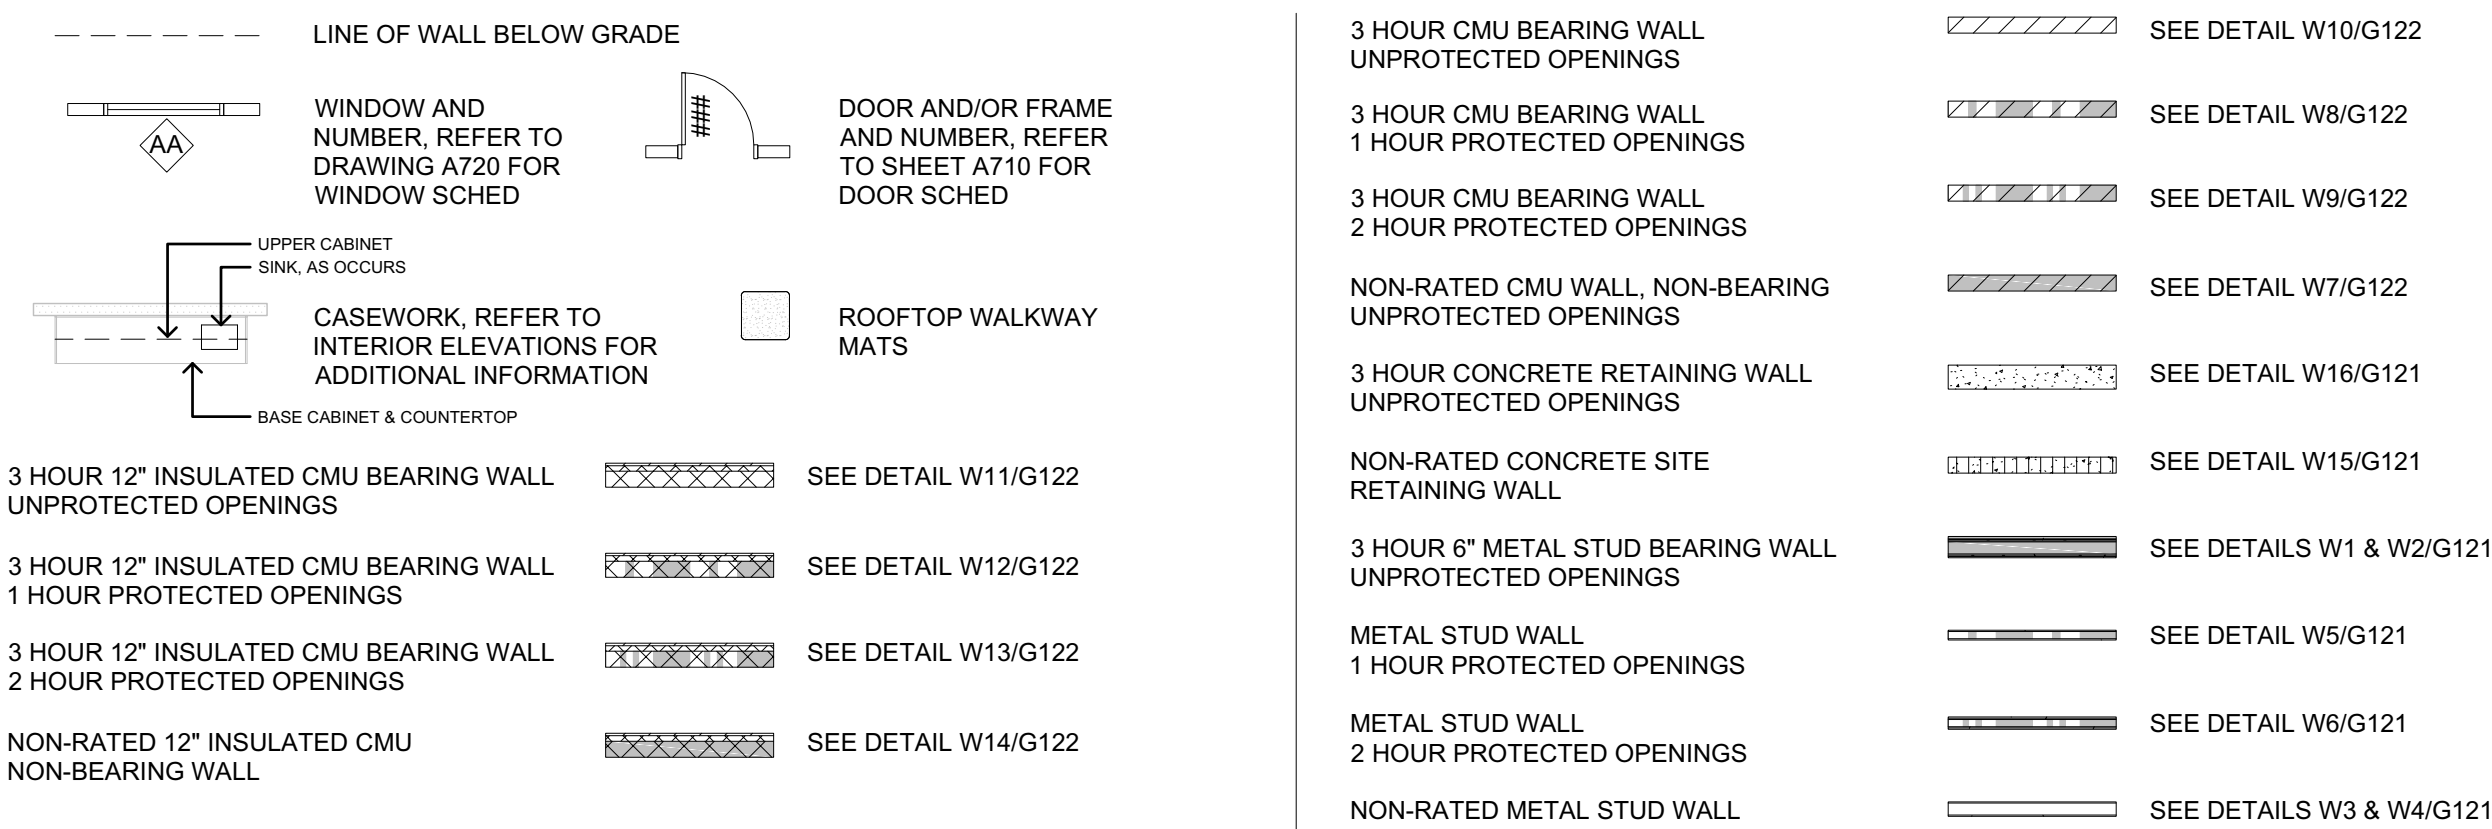 LINE OF WALL BELOW GRADE
WINDOW AND
NUMBER, REFER TO
DRAWING A720 FOR
WINDOW SCHED
AA
DOOR AND/OR FRAME
AND NUMBER, REFER
TO SHEET A710 FOR
DOOR SCHED
UPPER CABINET
SINK, AS OCCURS
CASEWORK, REFER TO
INTERIOR ELEVATIONS FOR
ADDITIONAL INFORMATION
BASE CABINET & COUNTERTOP
ROOFTOP WALKWAY
MATS
3 HOUR 12" INSULATED CMU BEARING WALL
UNPROTECTED OPENINGS
SEE DETAIL W11/G122
3 HOUR 12" INSULATED CMU BEARING WALL
1 HOUR PROTECTED OPENINGS
SEE DETAIL W12/G122
3 HOUR 12" INSULATED CMU BEARING WALL
2 HOUR PROTECTED OPENINGS
SEE DETAIL W13/G122
NON-RATED 12" INSULATED CMU
NON-BEARING WALL
SEE DETAIL W14/G122
3 HOUR CMU BEARING WALL
UNPROTECTED OPENINGS
SEE DETAIL W10/G122
3 HOUR CMU BEARING WALL
1 HOUR PROTECTED OPENINGS
SEE DETAIL W8/G122
3 HOUR CMU BEARING WALL
2 HOUR PROTECTED OPENINGS
SEE DETAIL W9/G122
NON-RATED CMU WALL, NON-BEARING
UNPROTECTED OPENINGS
SEE DETAIL W7/G122
3 HOUR CONCRETE RETAINING WALL
UNPROTECTED OPENINGS
SEE DETAIL W16/G121
NON-RATED CONCRETE SITE
RETAINING WALL
SEE DETAIL W15/G121
3 HOUR 6" METAL STUD BEARING WALL
UNPROTECTED OPENINGS
SEE DETAILS W1 & W2/G121
METAL STUD WALL
1 HOUR PROTECTED OPENINGS
SEE DETAIL W5/G121
METAL STUD WALL
2 HOUR PROTECTED OPENINGS
SEE DETAIL W6/G121
NON-RATED METAL STUD WALL
SEE DETAILS W3 & W4/G121